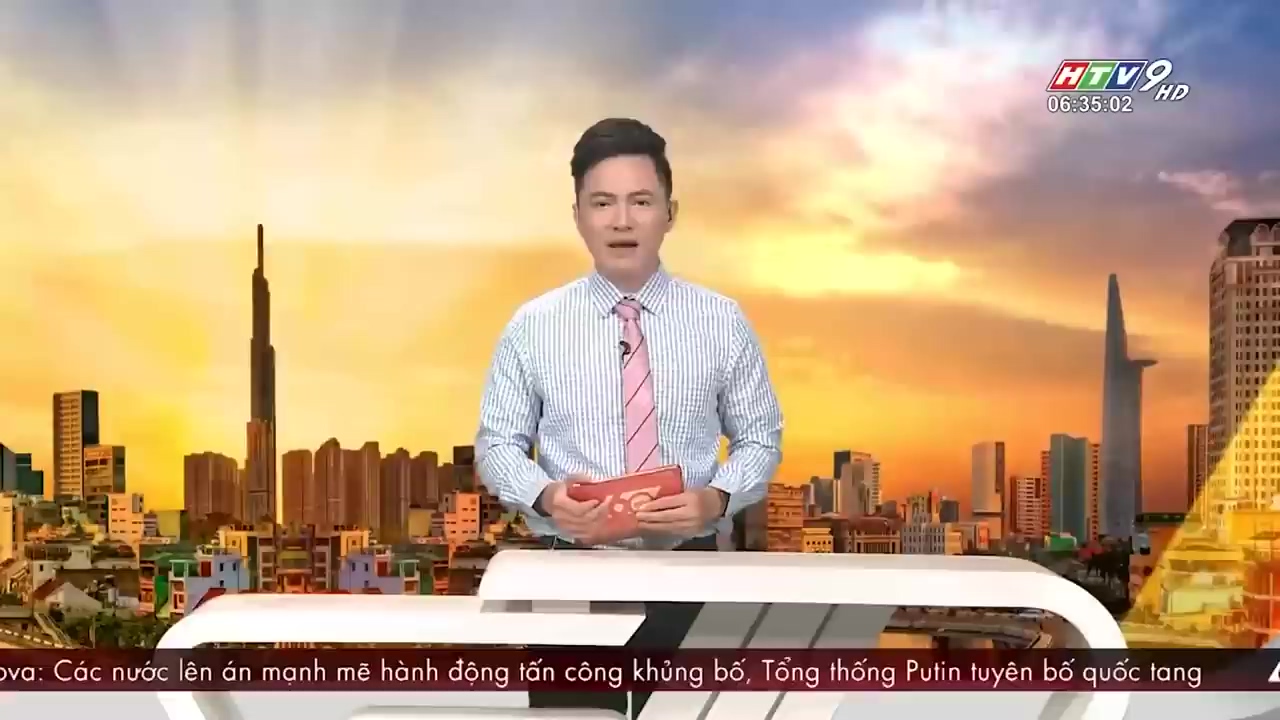 HTV9 HD
06:35:02
ova: Các nước lên án mạnh mẽ hành động tấn công khủng bố, Tổng thống Putin tuyên bố quốc tang